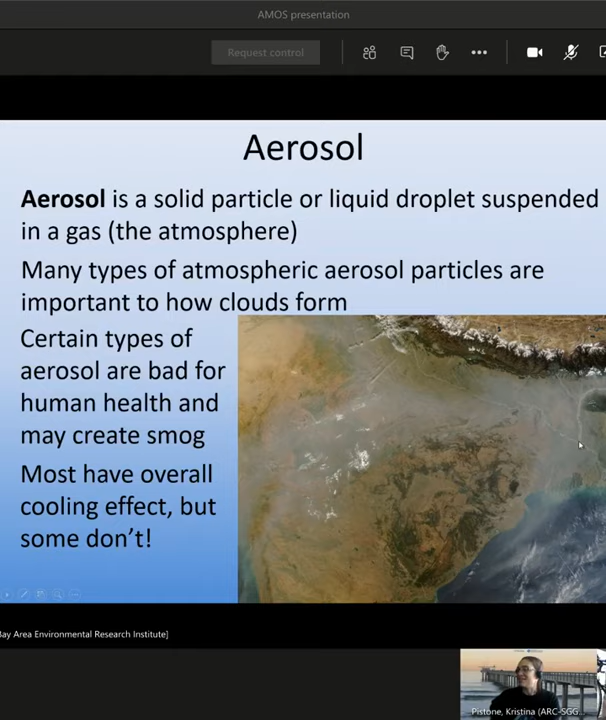 AMOS presentation
Request control
Aerosol
Aerosol is a solid particle or liquid droplet suspended
in a gas (the atmosphere)
Many types of atmospheric aerosol particles are
important to how clouds form
Certain types of
aerosol are bad for
human health and
may create smog
Most have overall
cooling effect, but
some don't!
Bay Area Environmental Research Institute]
Pistone, Kristina (ARC-SGG...